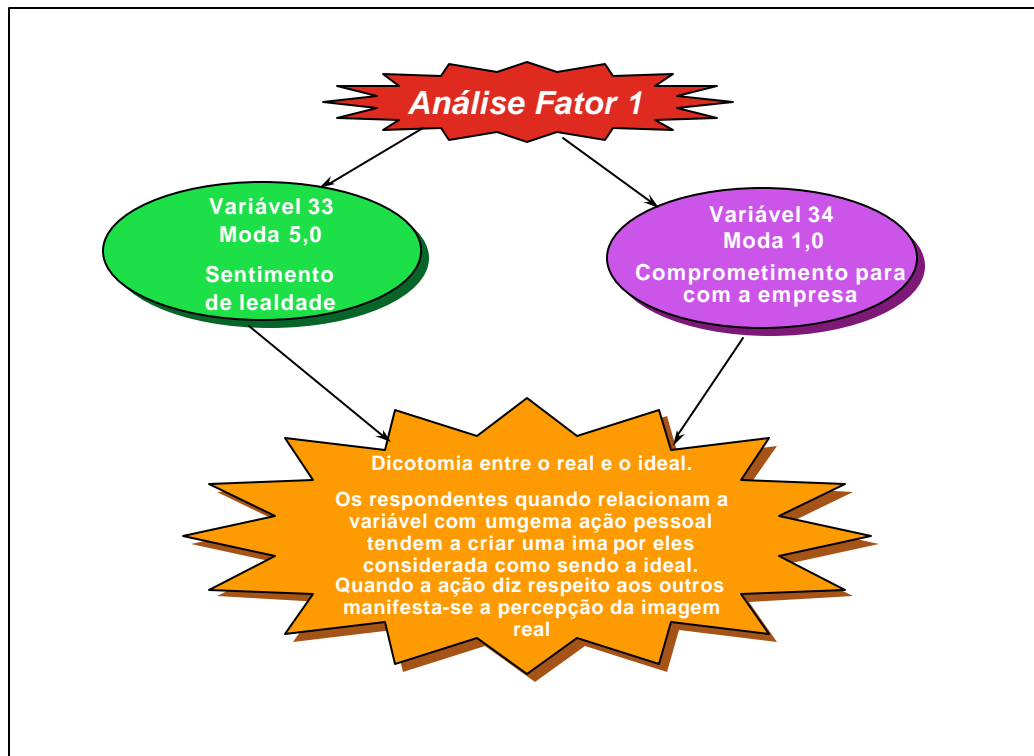 Análise Fator 1
Variável 33
Moda 5,0
Sentimento
de lealdade
Variável 34
Moda 1,0
Comprometimento para
com a empresa
Dicotomia entre o real e o ideal.
Os respondentes quando relacionam a
variável com umgema ação pessoal
tendem a criar uma ima por eles
considerada como sendo a ideal.
Quando a ação diz respeito aos outros
manifesta-se a percepção da imagem
real